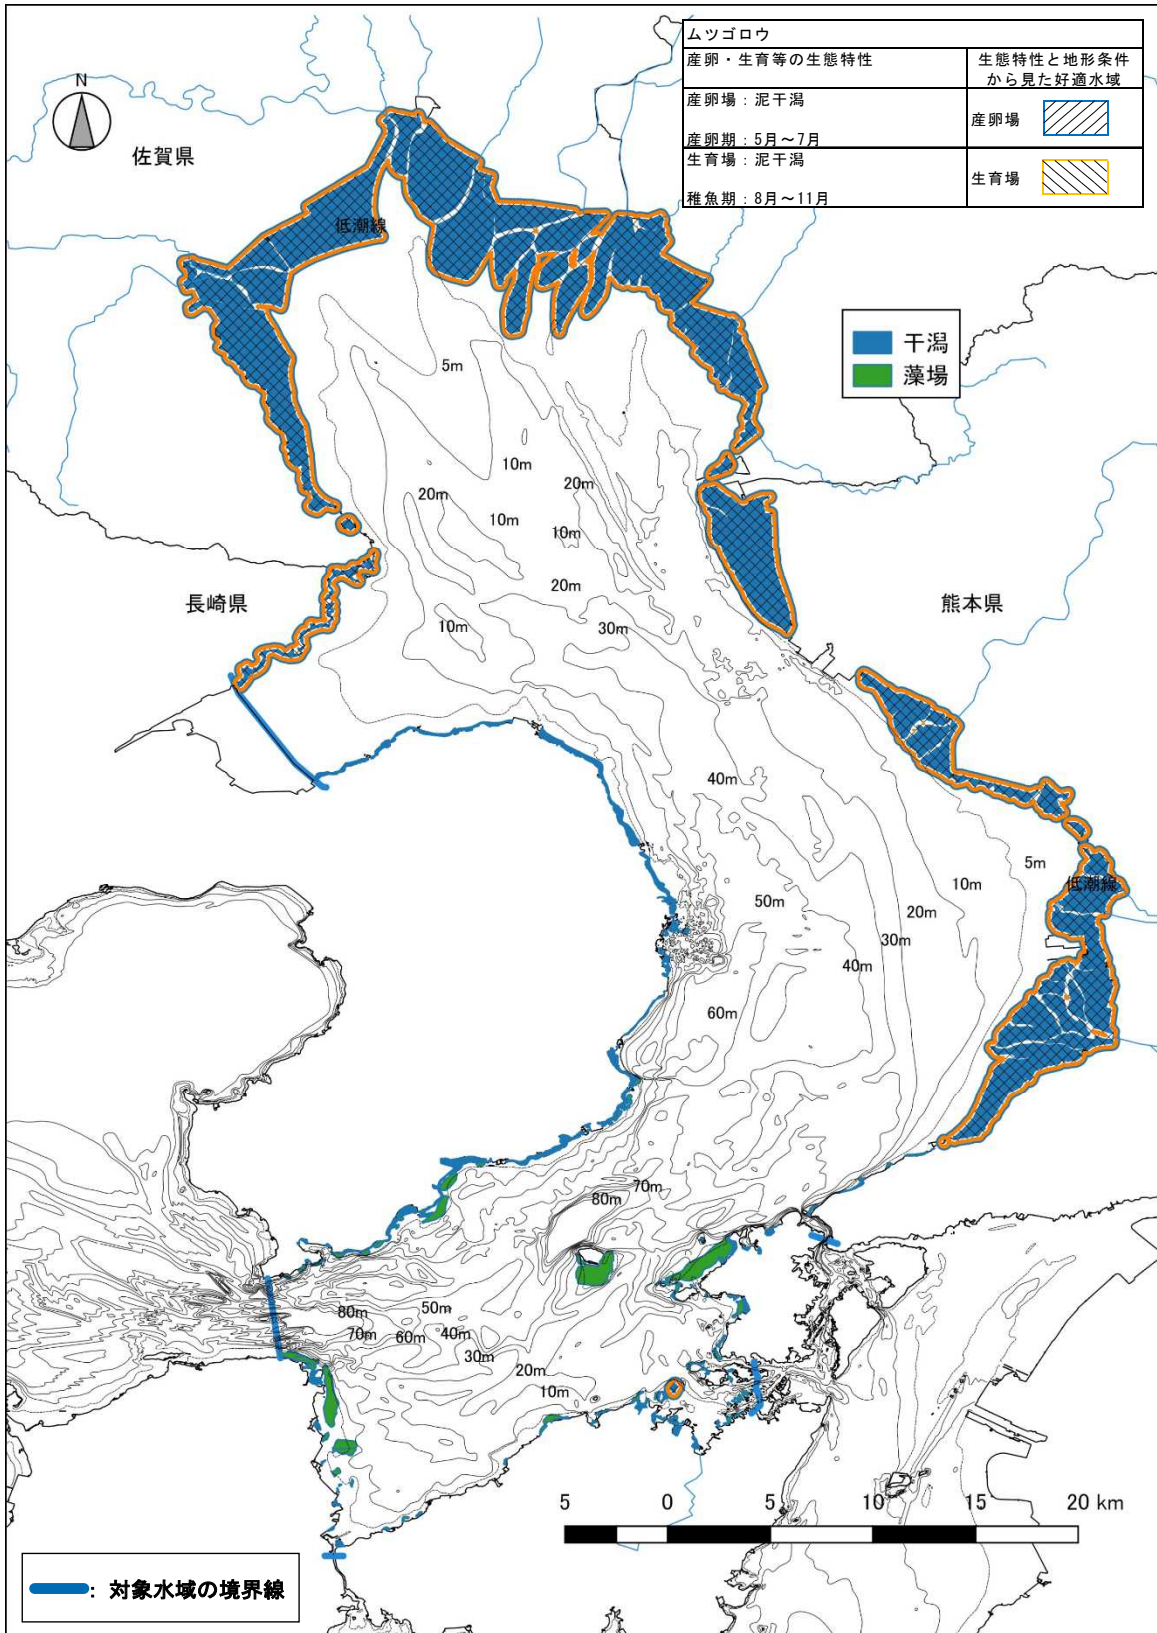 ムツゴロウ
産卵・生育等の生態特性
生態特性と地形条件
から見た好適水域
産卵場：泥干潟
産卵期：5月～7月
産卵場
生育場：泥干潟
稚魚期：8月～11月
生育場
N
佐賀県
低潮線
干潟
藻場
5m
10m
20m
20m
10m
10m
20m
長崎県
熊本県
10m
30m
40m
5m
低潮線
10m
50m
20m
30m
40m
60m
70m
80m
50m
80m
70m
60m
40m
30m
20m
10m
5 0 5 10 15 20 km
：対象水域の境界線